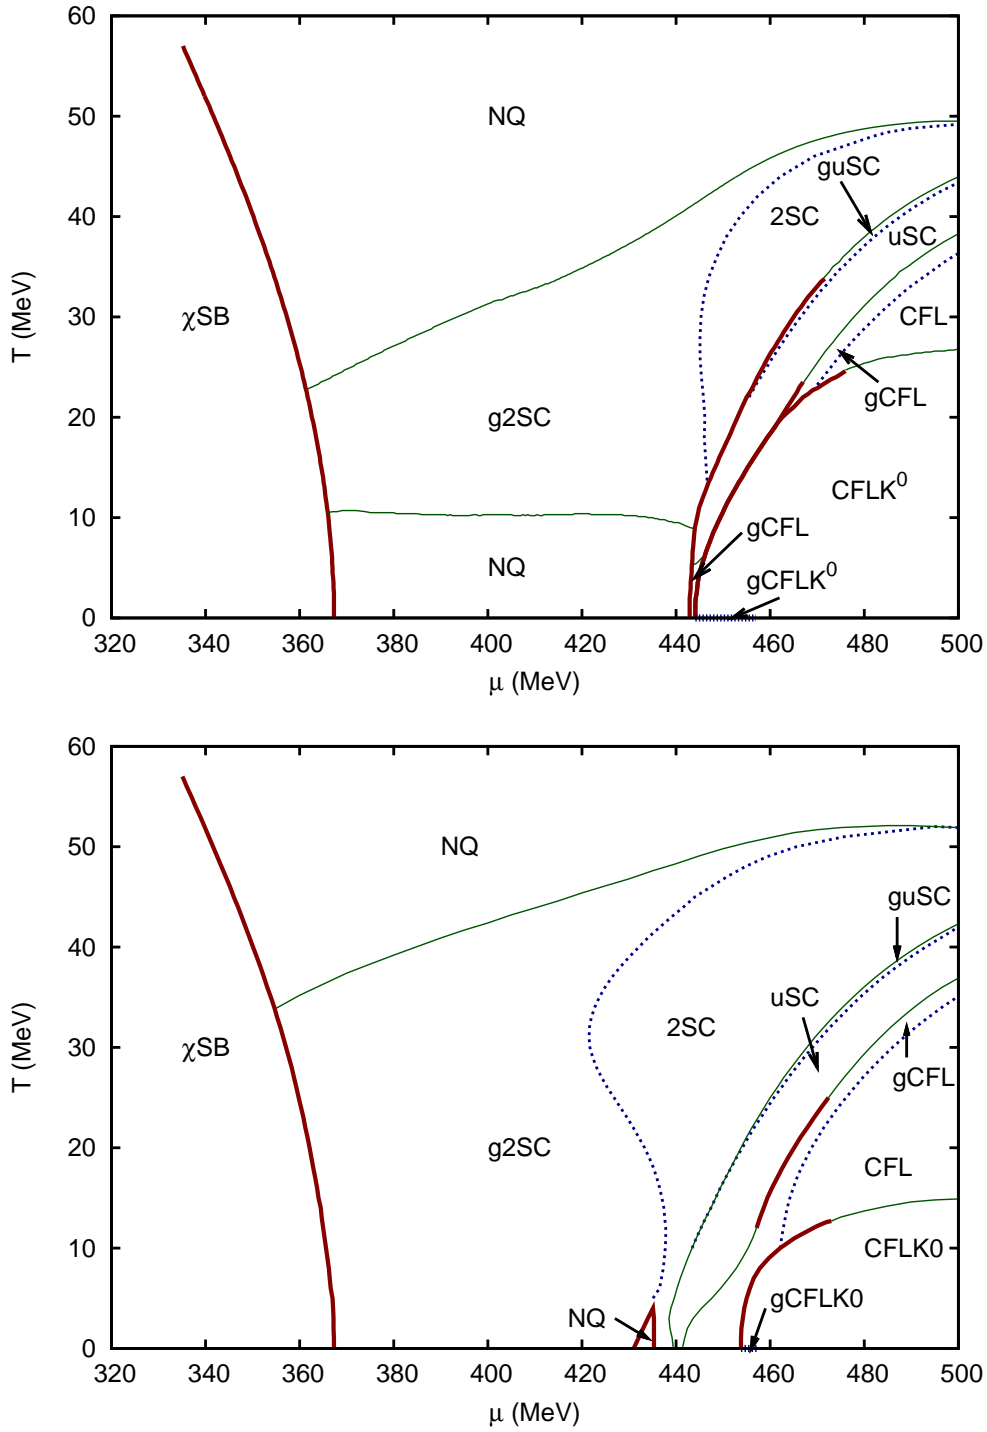 60
50
40
30
20
10
0
T (MeV)
NQ
guSC
2SC
uSC
χSB
CFL
gCFL
g2SC
CFLK⁰
gCFL
NQ
gCFLK⁰
320 340 360 380 400 420 440 460 480 500
μ (MeV)
60
50
40
30
20
10
0
T (MeV)
NQ
guSC
uSC
2SC
χSB
gCFL
g2SC
CFL
CFLK0
gCFLK0
NQ
320 340 360 380 400 420 440 460 480 500
μ (MeV)